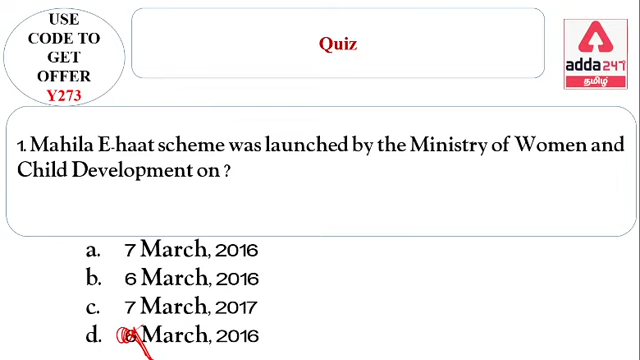 USE
CODE TO
GET
OFFER
Y273
Quiz
adda247
தமிழ்
1. Mahila E-haat scheme was launched by the Ministry of Women and
Child Development on ?
a. 7 March, 2016
b. 6 March, 2016
c. 7 March, 2017
d. March, 2016